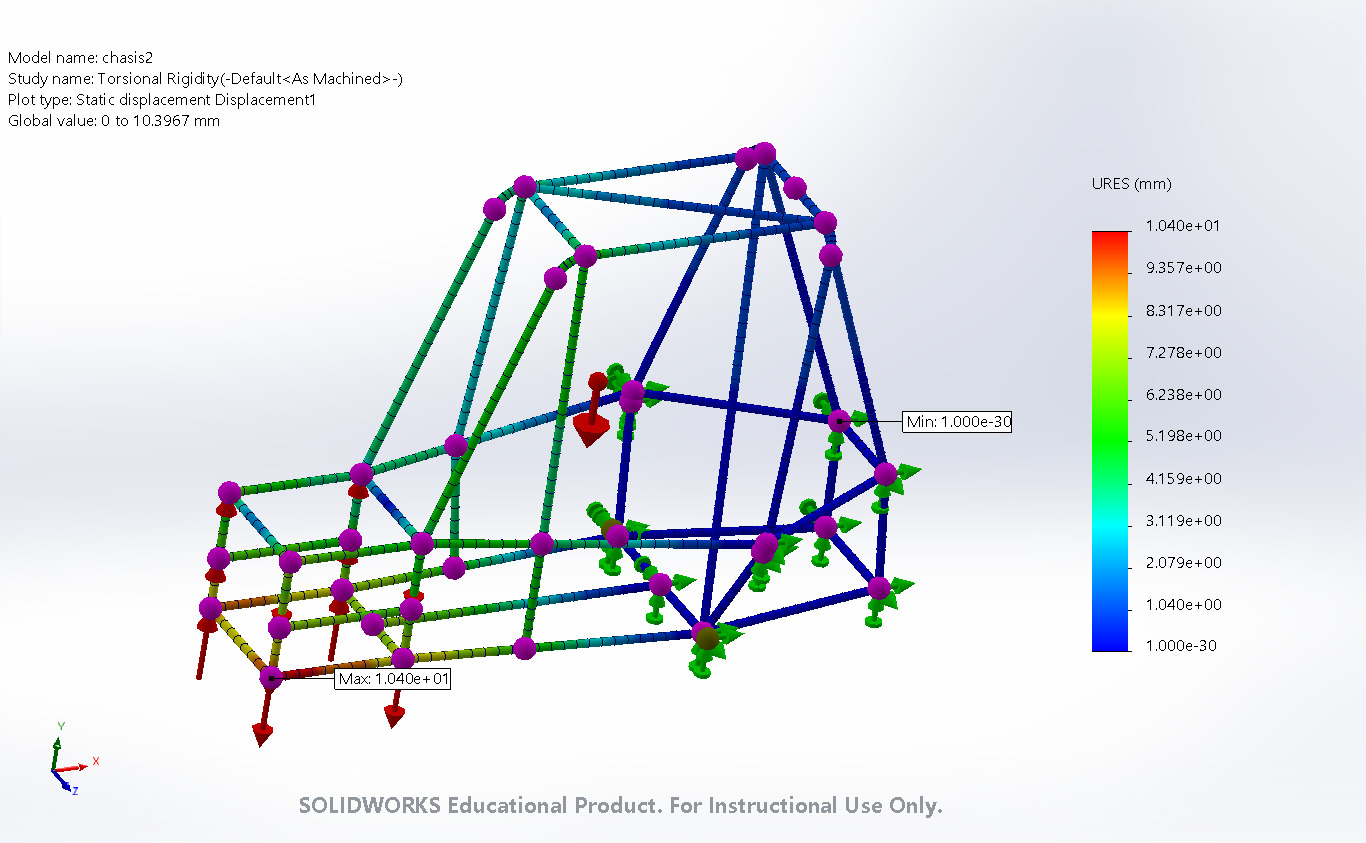 Model name: chasis2
Study name: Torsional Rigidity(-Default<As Machined>-)
Plot type: Static displacement Displacement1
Global value: 0 to 10.3967 mm
URES (mm)
1.040e+01
9.357e+00
8.317e+00
7.278e+00
6.238e+00
5.198e+00
4.159e+00
3.119e+00
2.079e+00
1.040e+00
1.000e-30
Min: 1.000e-30
Max: 1.040e+01
Y
X
Z
SOLIDWORKS Educational Product. For Instructional Use Only.